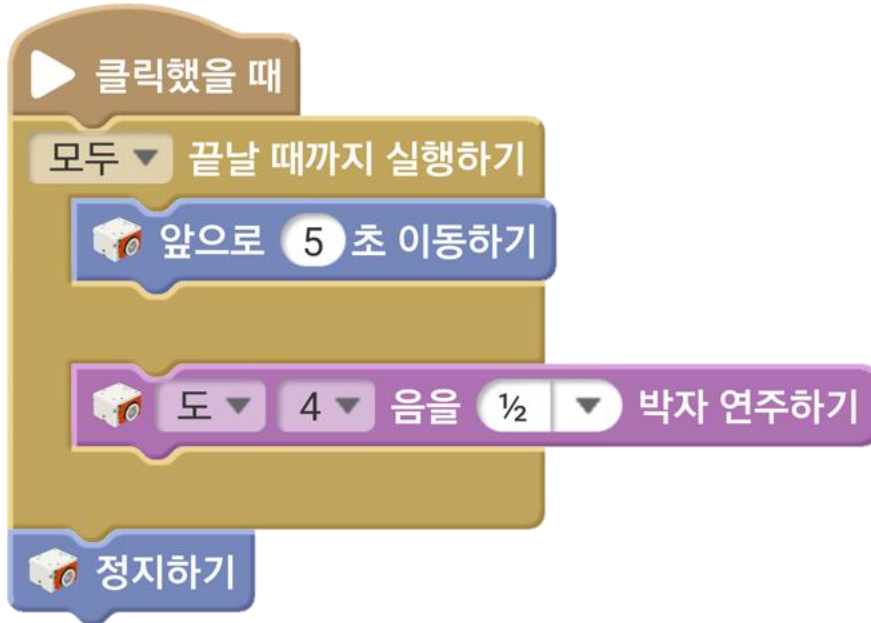 클릭했을 때
모두 끝날 때까지 실행하기
앞으로 5 초 이동하기
도 4 음을 ½ 박자 연주하기
정지하기